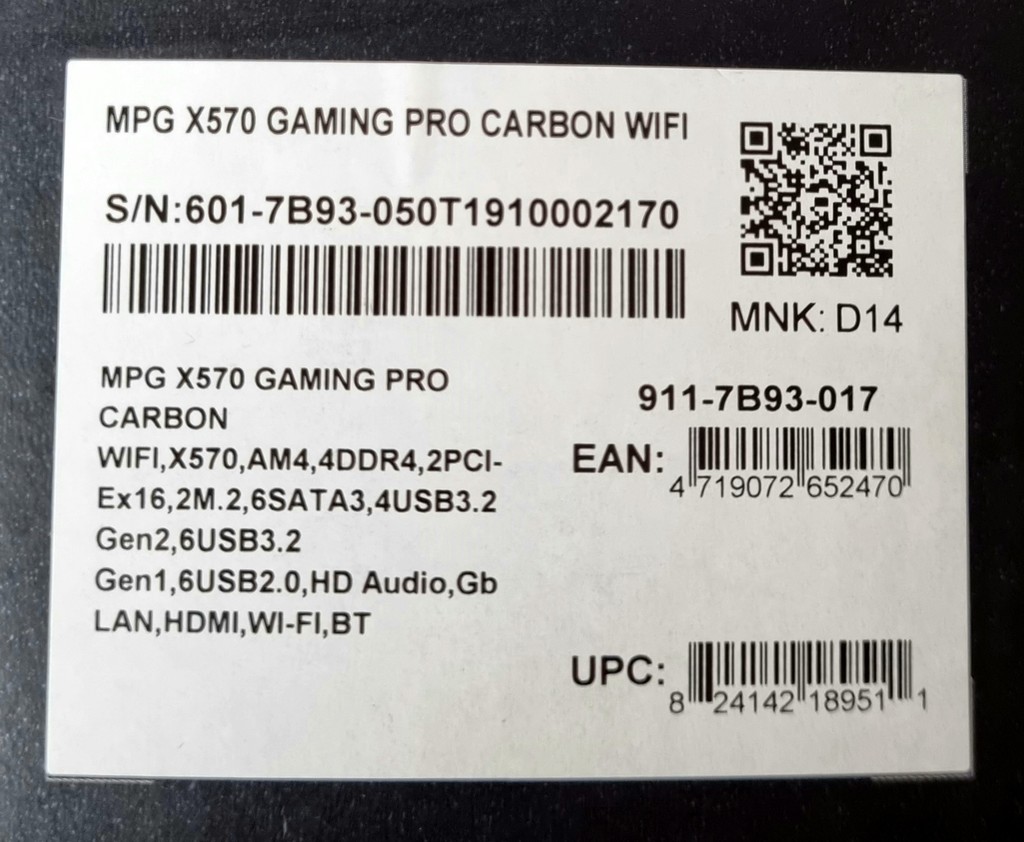 MPG X570 GAMING PRO CARBON WIFI
S/N:601-7B93-050T1910002170
MNK: D14
MPG X570 GAMING PRO
CARBON
WIFI,X570,AM4,4DDR4,2PCI-
Ex16,2M.2,6SATA3,4USB3.2
Gen2,6USB3.2
Gen1,6USB2.0,HD Audio,Gb
LAN,HDMI,WI-FI,BT
911-7B93-017
EAN:
4 719072 652470
UPC:
8 24142 18951 1